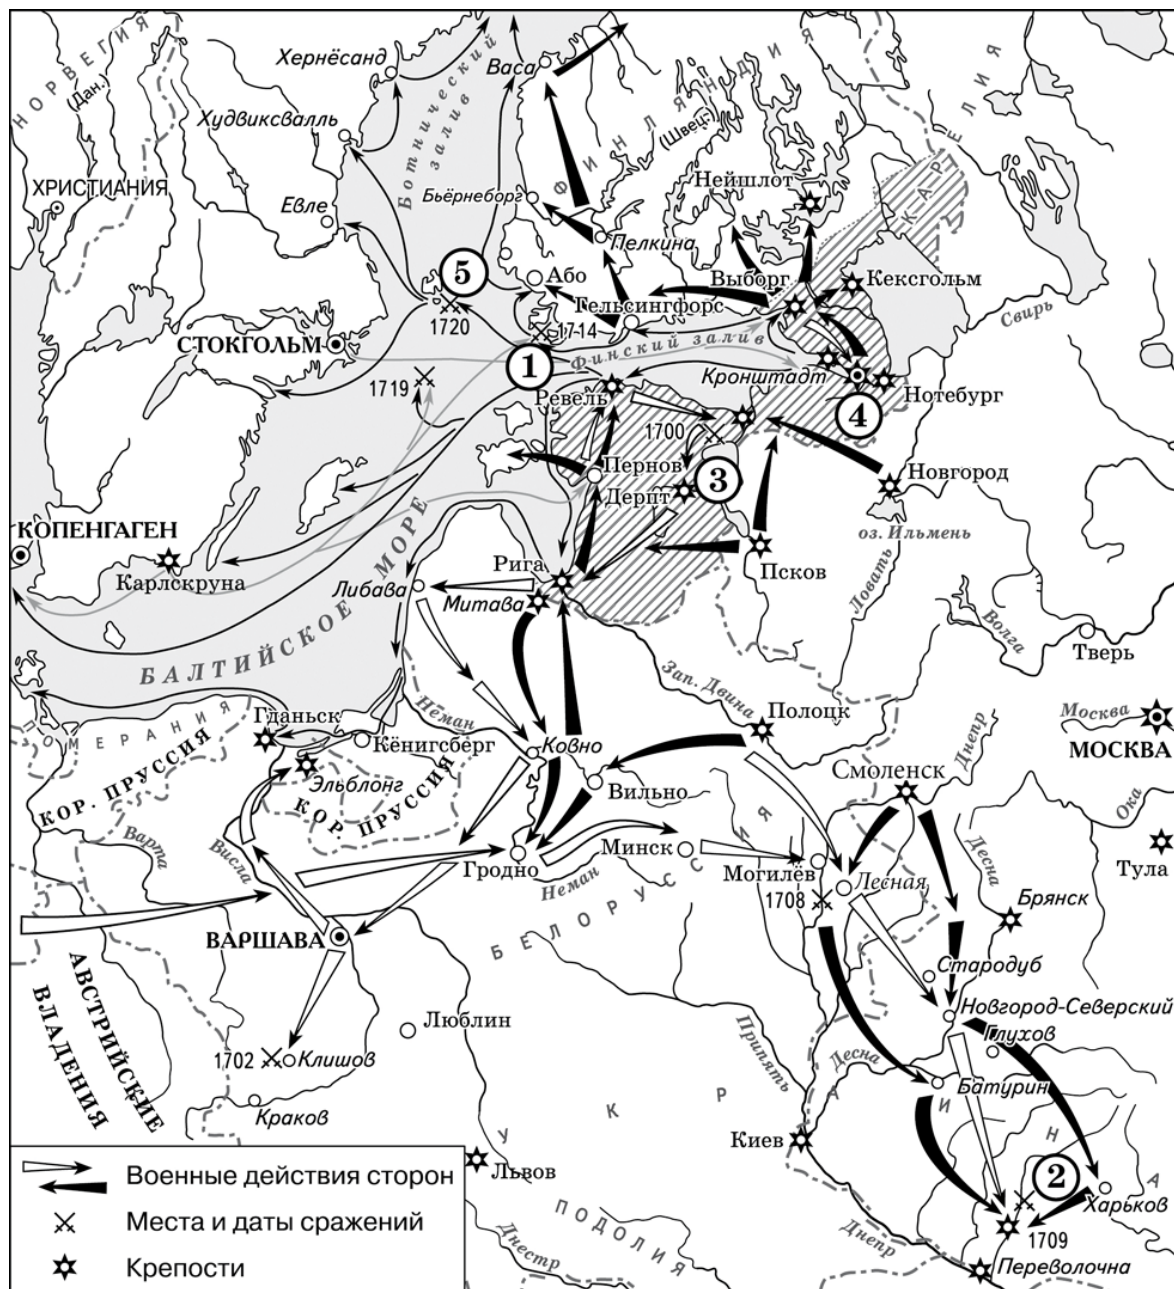 НОРВЕГИЯ
(Дан.)
ХРИСТИАНИЯ
Хернёсанд
Худвиксвалль
Евле
Ботнический
залив
Васа
ФИНЛЯНДИЯ
(Швец.)
КАРЕЛИЯ
Нейшлот
Бьёрнеборг
Пелкина
5
Або
Выборг
Кексгольм
Гельсингфорс
Свирь
1720
1714
СТОКГОЛЬМ
Финский залив
1
1719
Кронштадт
Нотебург
Ревель
4
1700
Пернов
3
Новгород
Дерпт
КОПЕНГАГЕН
оз. Ильмень
Карлскруна
Рига
Псков
Либава
Митава
Ловать
БАЛТИЙСКОЕ МОРЕ
Волга
Тверь
Зап. Двина
Неман
Полоцк
Днепр
Москва
МОСКВА
ПОМЕРАНИЯ
Гданьск
Кёнигсберг
Ковно
КОР. ПРУССИЯ
Эльблонг
КОР. ПРУССИЯ
Вильно
Смоленск
Ока
Варта
Висла
Десна
Гродно
Минск
Могилёв
Лесная
Тула
Неман
1708
Брянск
БЕЛОРУССИЯ
ВАРШАВА
Стародуб
АВСТРИЙСКИЕ
ВЛАДЕНИЯ
Новгород-Северский
Люблин
Глухов
Припять
Десна
1702
Клишов
Батурин
Краков
УКРАИНА
Киев
Львов
2
Харьков
ПОДОЛИЯ
1709
Днестр
Днепр
Переволочна
Военные действия сторон
Места и даты сражений
Крепости